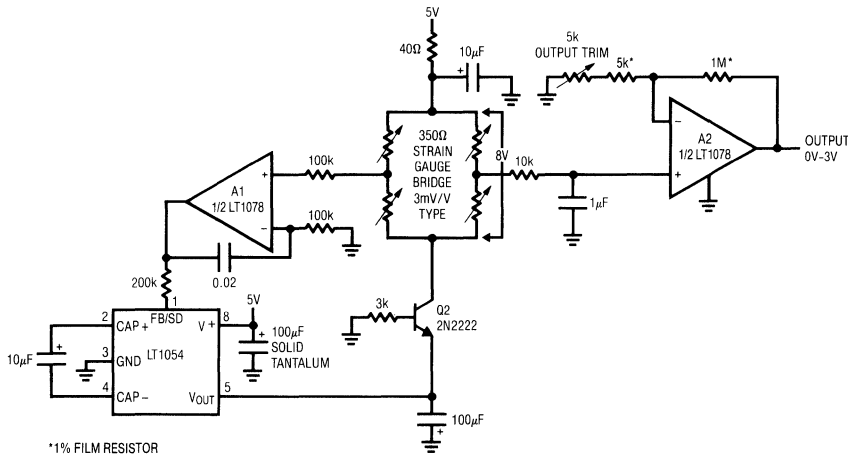 5V
40Ω
10μF
+
5k
OUTPUT TRIM
5k*
1M*
350Ω
STRAIN
GAUGE
BRIDGE
3mV/V
TYPE
8V
−
A2
1/2 LT1078
+
OUTPUT
0V–3V
10k
1μF
100k
+
A1
1/2 LT1078
−
100k
0.02
200k
1
FB/SD
2
CAP +
8
V +
5V
+
100μF
SOLID
TANTALUM
3k
Q2
2N2222
10μF
+
3
GND
LT1054
4
CAP −
VOUT
5
100μF
+
*1% FILM RESISTOR